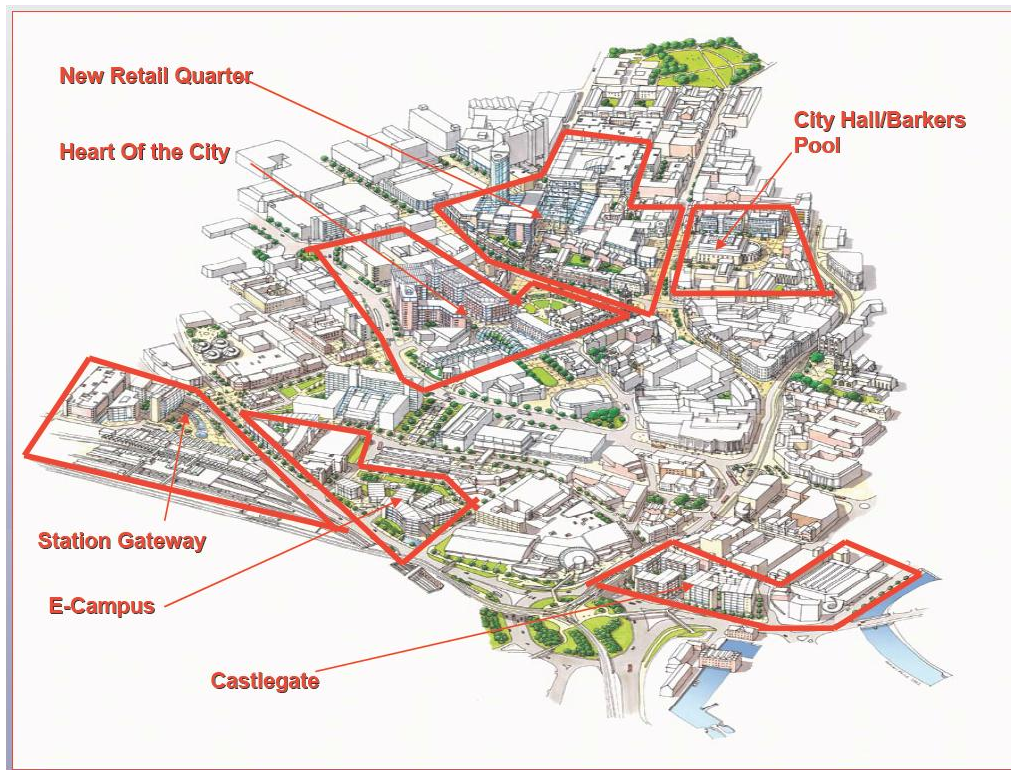 New Retail Quarter
Heart Of the City
City Hall/Barkers
Pool
Station Gateway
E-Campus
Castlegate